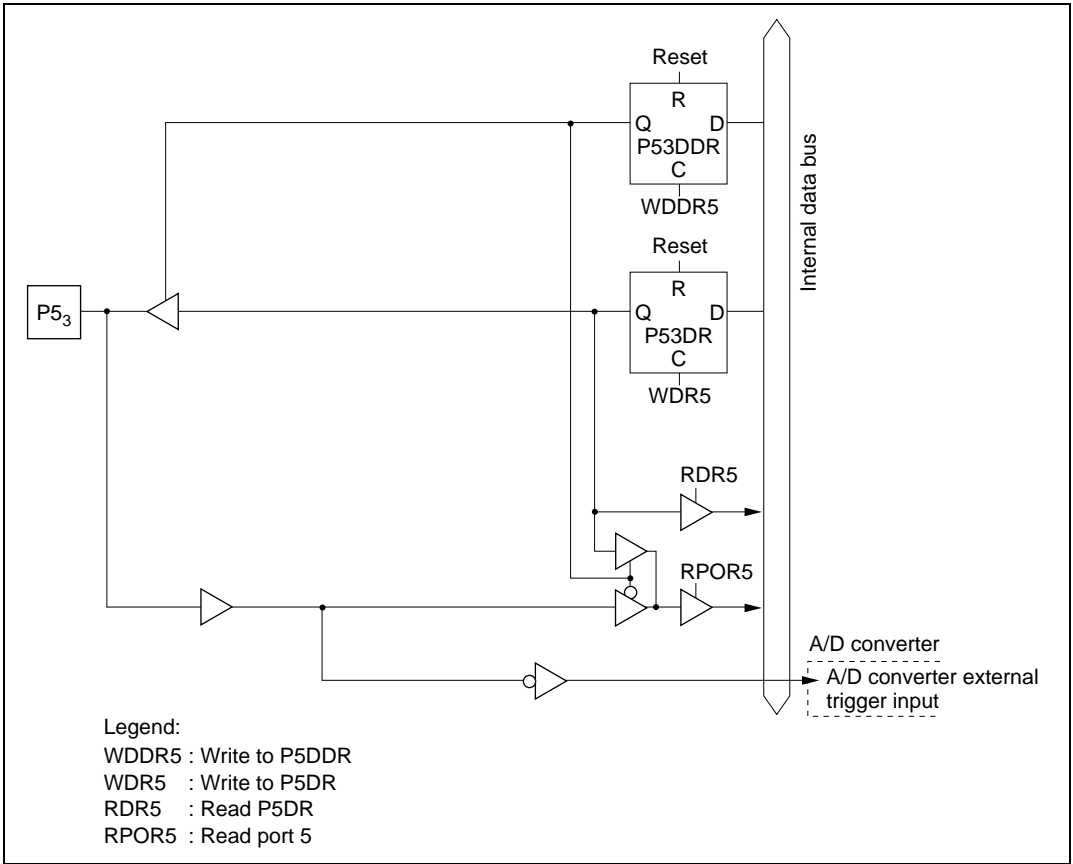 Reset
R
Q D
P53DDR
C
WDDR5
Internal data bus
Reset
R
P5₃
Q D
P53DR
C
WDR5
RDR5
RPOR5
A/D converter
A/D converter external
trigger input
Legend:
WDDR5 : Write to P5DDR
WDR5 : Write to P5DR
RDR5 : Read P5DR
RPOR5 : Read port 5